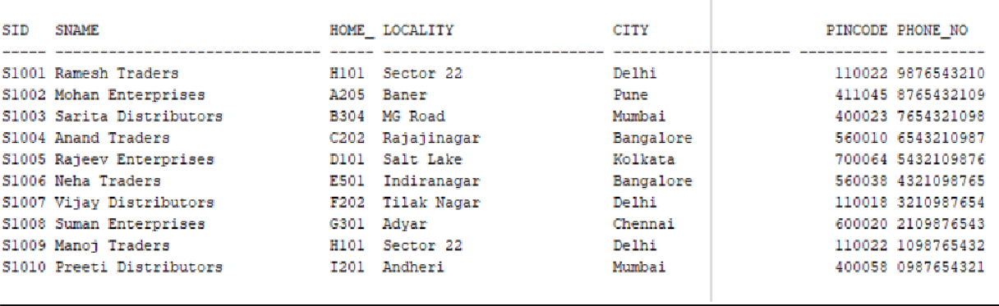 SID   SNAME                          HOME_ LOCALITY                  CITY                    PINCODE PHONE_NO
----- ------------------------------ ----- ------------------------- -------------------- ---------- ----------
S1001 Ramesh Traders                 H101  Sector 22                 Delhi                    110022 9876543210
S1002 Mohan Enterprises              A205  Baner                     Pune                     411045 8765432109
S1003 Sarita Distributors            B304  MG Road                   Mumbai                   400023 7654321098
S1004 Anand Traders                  C202  Rajajinagar               Bangalore                560010 6543210987
S1005 Rajeev Enterprises             D101  Salt Lake                 Kolkata                  700064 5432109876
S1006 Neha Traders                   E501  Indiranagar               Bangalore                560038 4321098765
S1007 Vijay Distributors             F202  Tilak Nagar               Delhi                    110018 3210987654
S1008 Suman Enterprises              G301  Adyar                     Chennai                  600020 2109876543
S1009 Manoj Traders                  H101  Sector 22                 Delhi                    110022 1098765432
S1010 Preeti Distributors            I201  Andheri                   Mumbai                   400058 0987654321